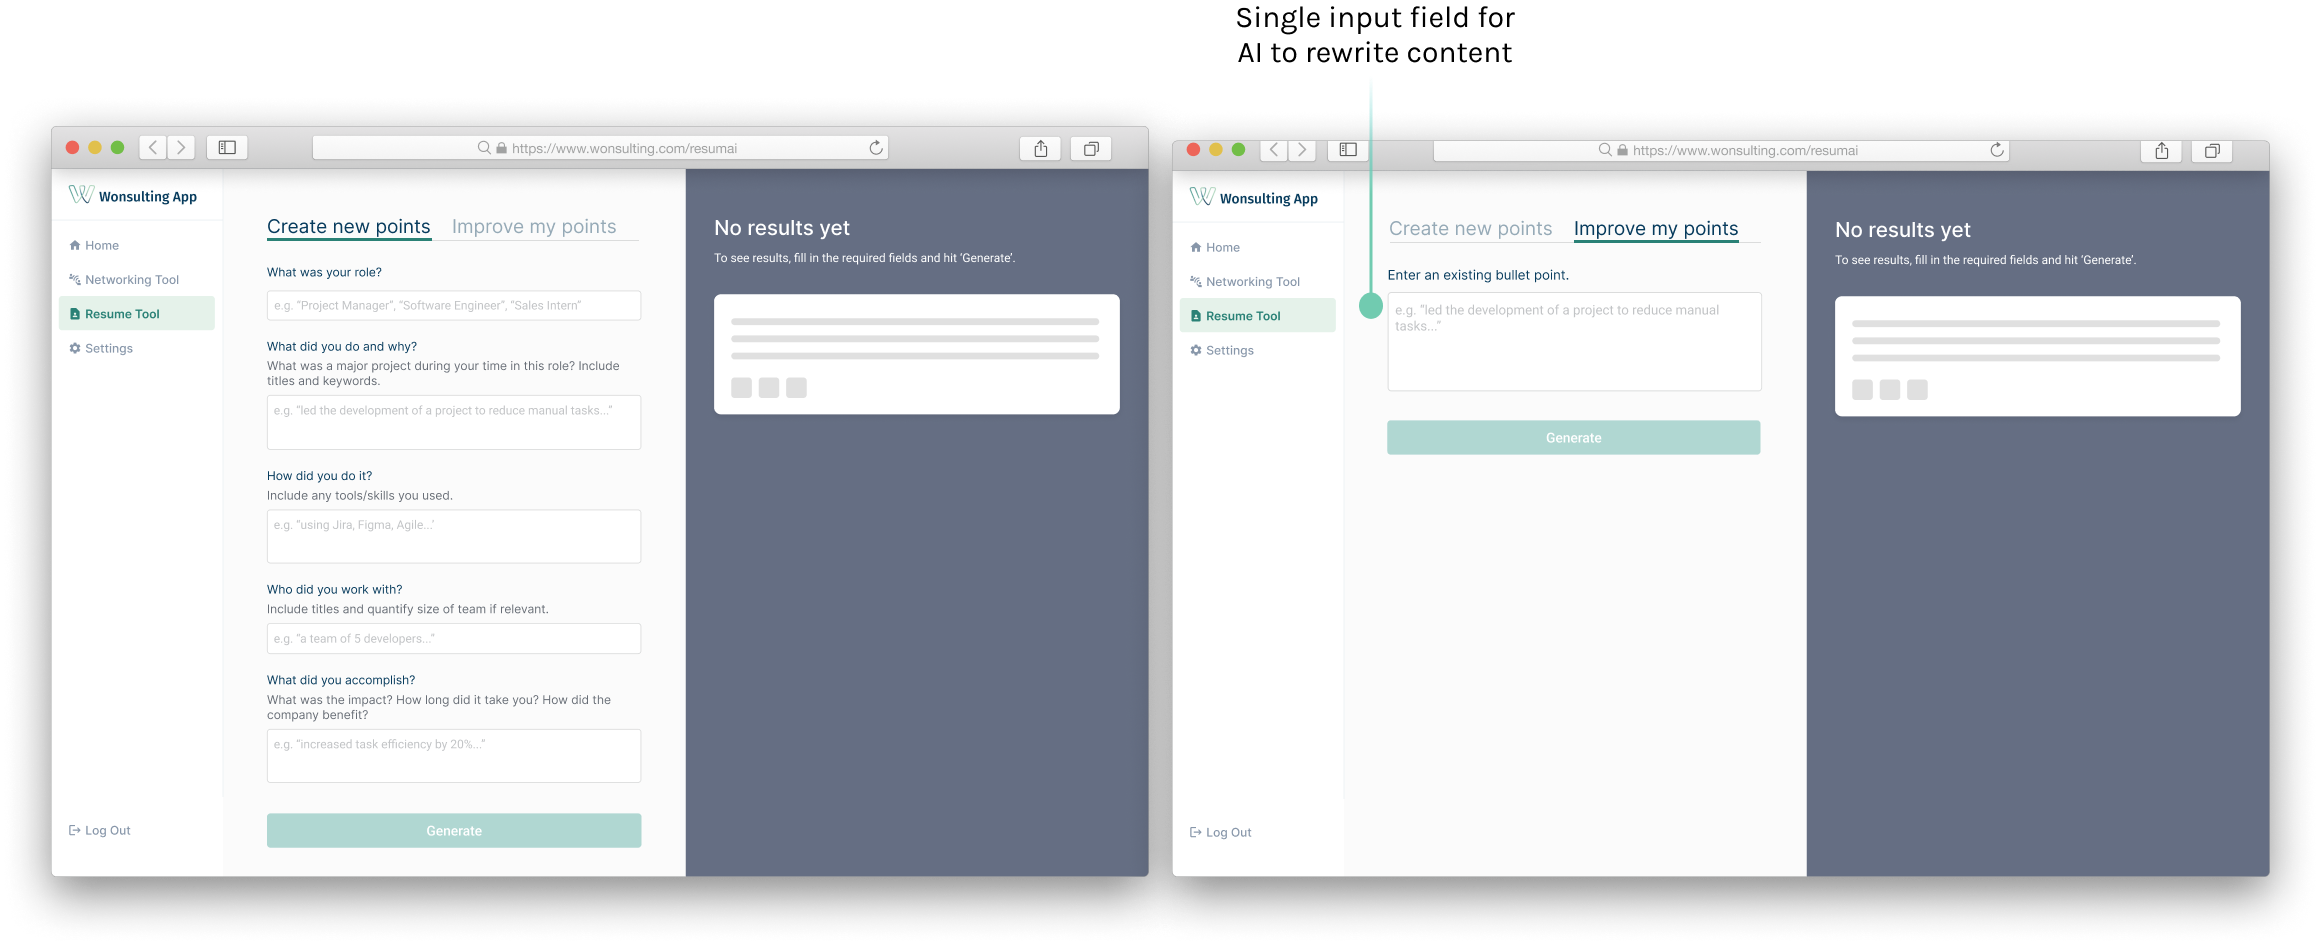 Single input field for
AI to rewrite content
https://www.wonsulting.com/resumai
Wonsulting App
Home
Networking Tool
Resume Tool
Settings
Log Out
Create new points
Improve my points
What was your role?
e.g. “Project Manager”, “Software Engineer”, “Sales Intern”
What did you do and why?
What was a major project during your time in this role? Include
titles and keywords.
e.g. “led the development of a project to reduce manual tasks...”
How did you do it?
Include any tools/skills you used.
e.g. “using Jira, Figma, Agile...’
Who did you work with?
Include titles and quantify size of team if relevant.
e.g. “a team of 5 developers...”
What did you accomplish?
What was the impact? How long did it take you? How did the
company benefit?
e.g. “increased task efficiency by 20%...”
Generate
No results yet
To see results, fill in the required fields and hit ‘Generate’.
https://www.wonsulting.com/resumai
Wonsulting App
Home
Networking Tool
Resume Tool
Settings
Log Out
Create new points
Improve my points
Enter an existing bullet point.
e.g. “led the development of a project to reduce manual
tasks...”
Generate
No results yet
To see results, fill in the required fields and hit ‘Generate’.